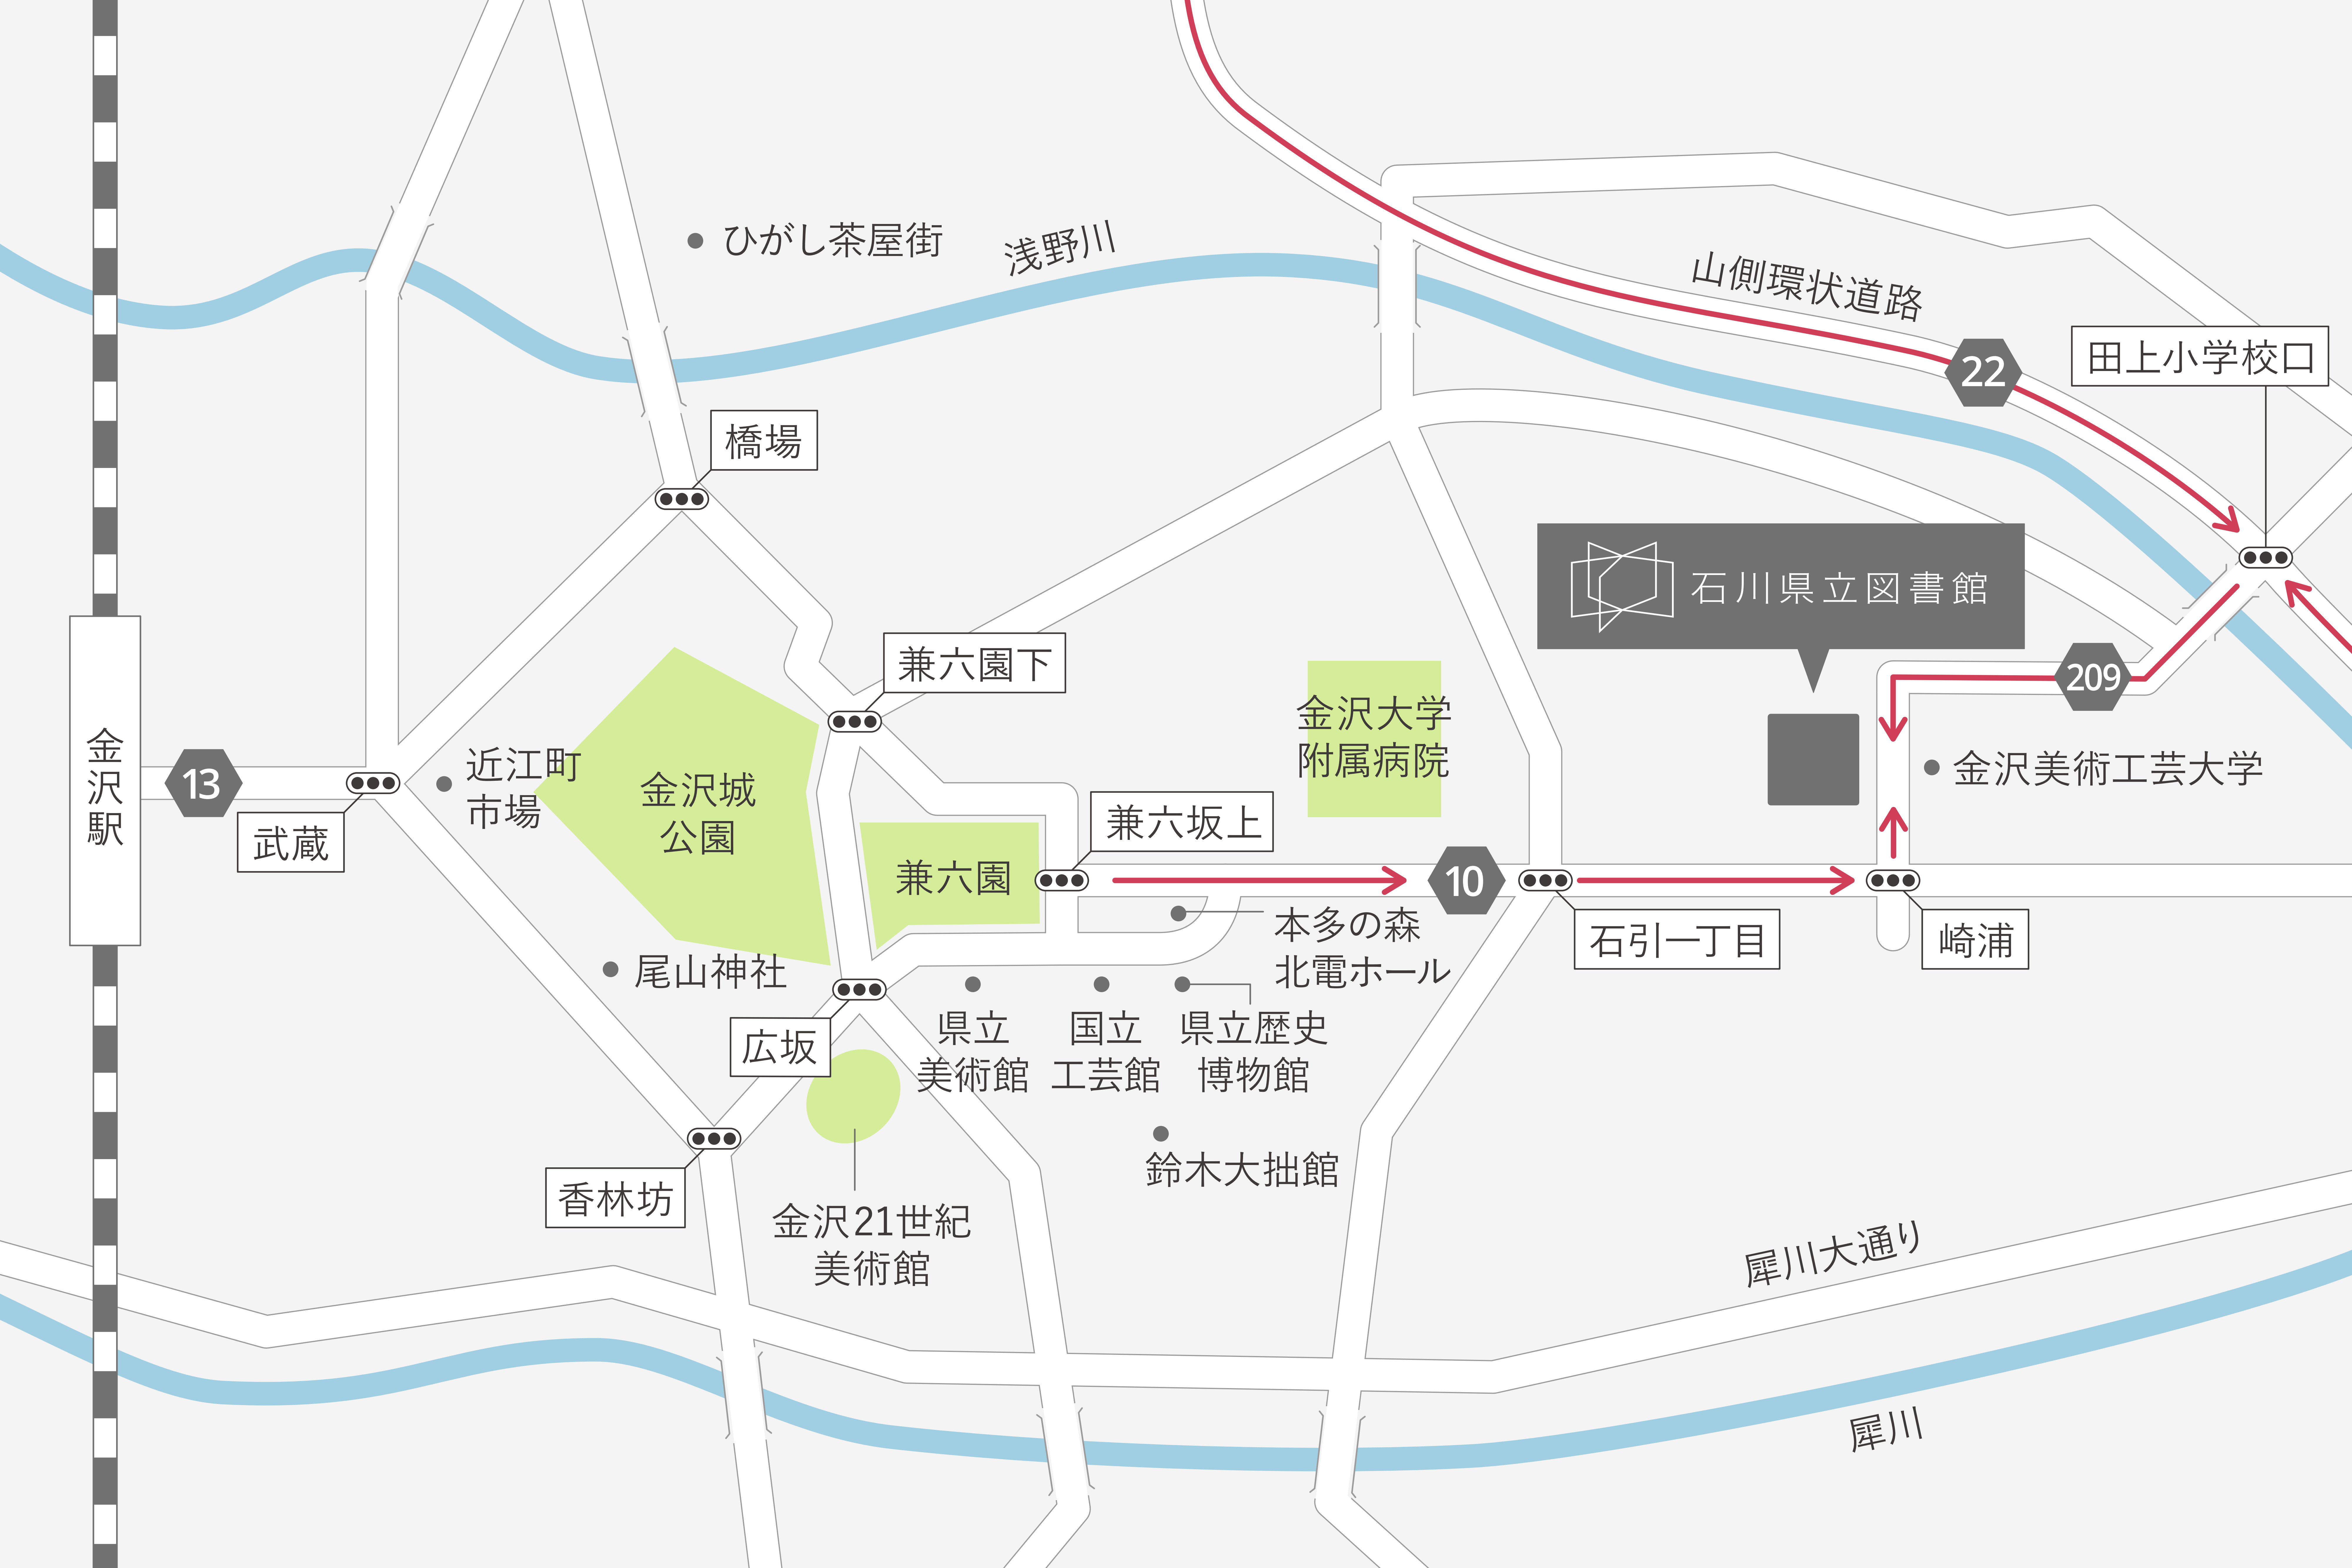 ひがし茶屋街
浅野川
山側環状道路
22
田上小学校口
橋場
石川県立図書館
兼六園下
209
金沢大学
附属病院
金沢駅
13
武蔵
近江町
市場
金沢城
公園
金沢美術工芸大学
兼六坂上
兼六園
10
本多の森
北電ホール
石引一丁目
崎浦
尾山神社
広坂
県立
美術館
国立
工芸館
県立歴史
博物館
鈴木大拙館
香林坊
金沢21世紀
美術館
犀川大通り
犀川